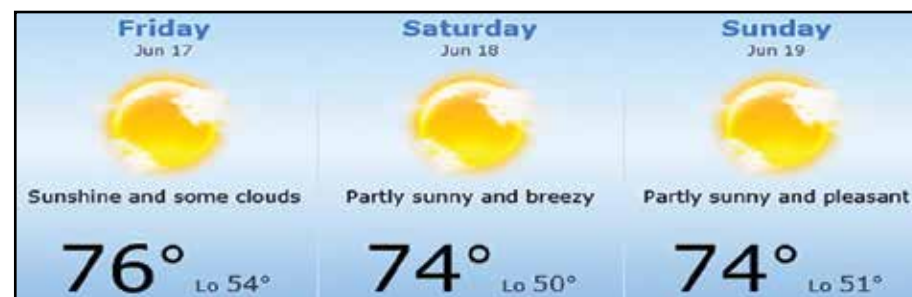 Friday
Jun 17
Sunshine and some clouds
76° Lo 54°
Saturday
Jun 18
Partly sunny and breezy
74° Lo 50°
Sunday
Jun 19
Partly sunny and pleasant
74° Lo 51°